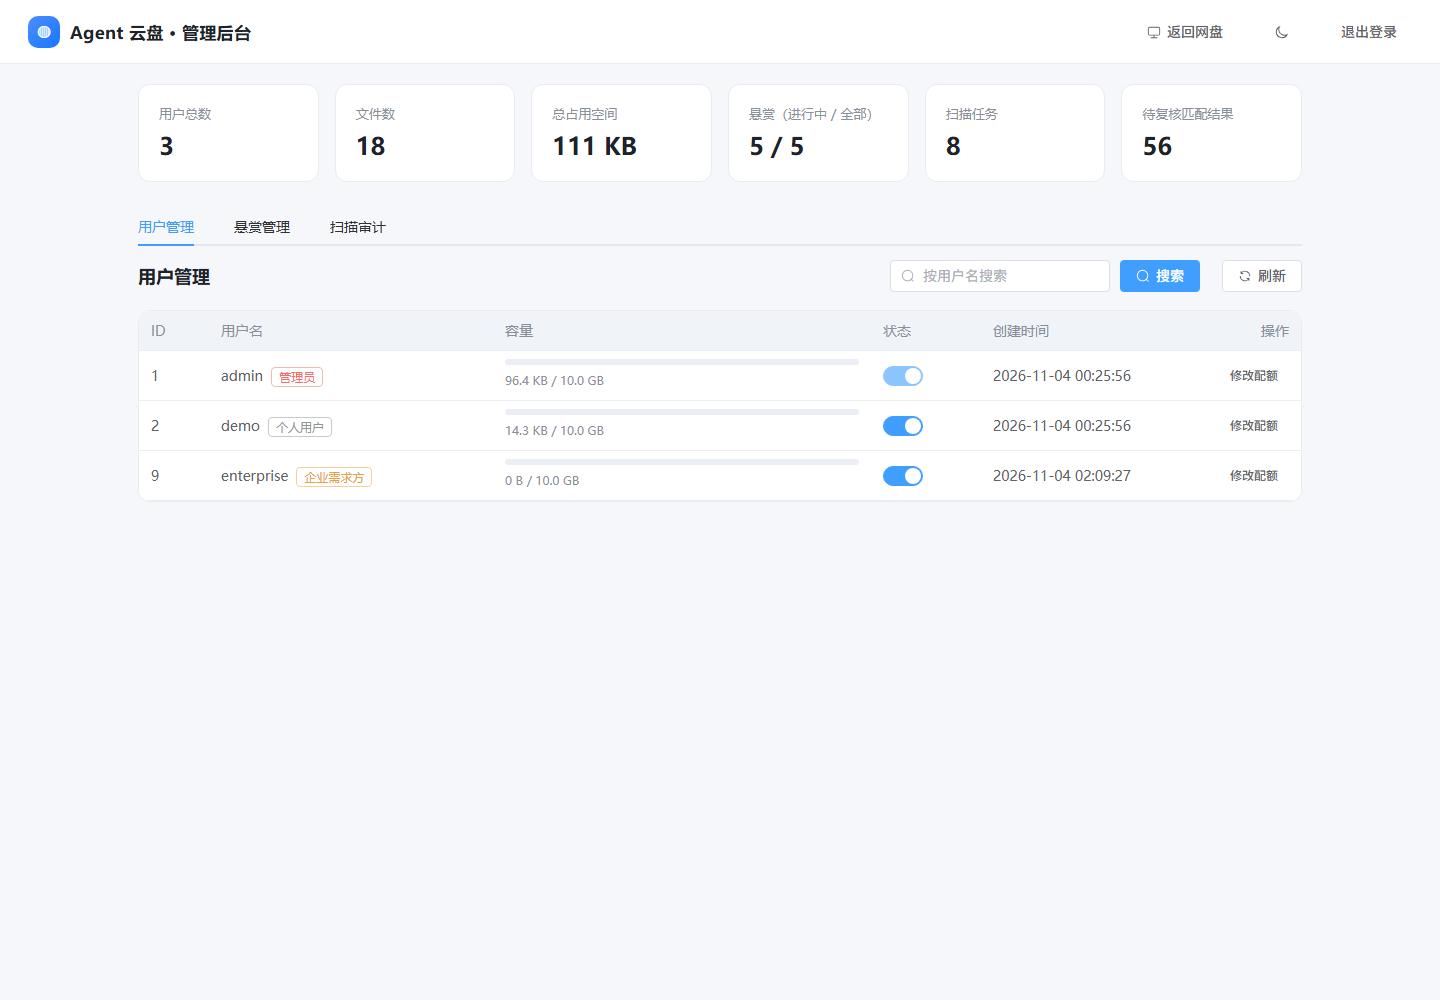 Agent 云盘 • 管理后台
返回网盘
退出登录
用户总数
3
文件数
18
总占用空间
111 KB
悬赏（进行中 / 全部）
5 / 5
扫描任务
8
待复核匹配结果
56
用户管理 悬赏管理 扫描审计
用户管理
按用户名搜索
搜索
刷新
ID 用户名 容量 状态 创建时间 操作
1 admin 管理员 96.4 KB / 10.0 GB 2026-11-04 00:25:56 修改配额
2 demo 个人用户 14.3 KB / 10.0 GB 2026-11-04 00:25:56 修改配额
9 enterprise 企业需求方 0 B / 10.0 GB 2026-11-04 02:09:27 修改配额